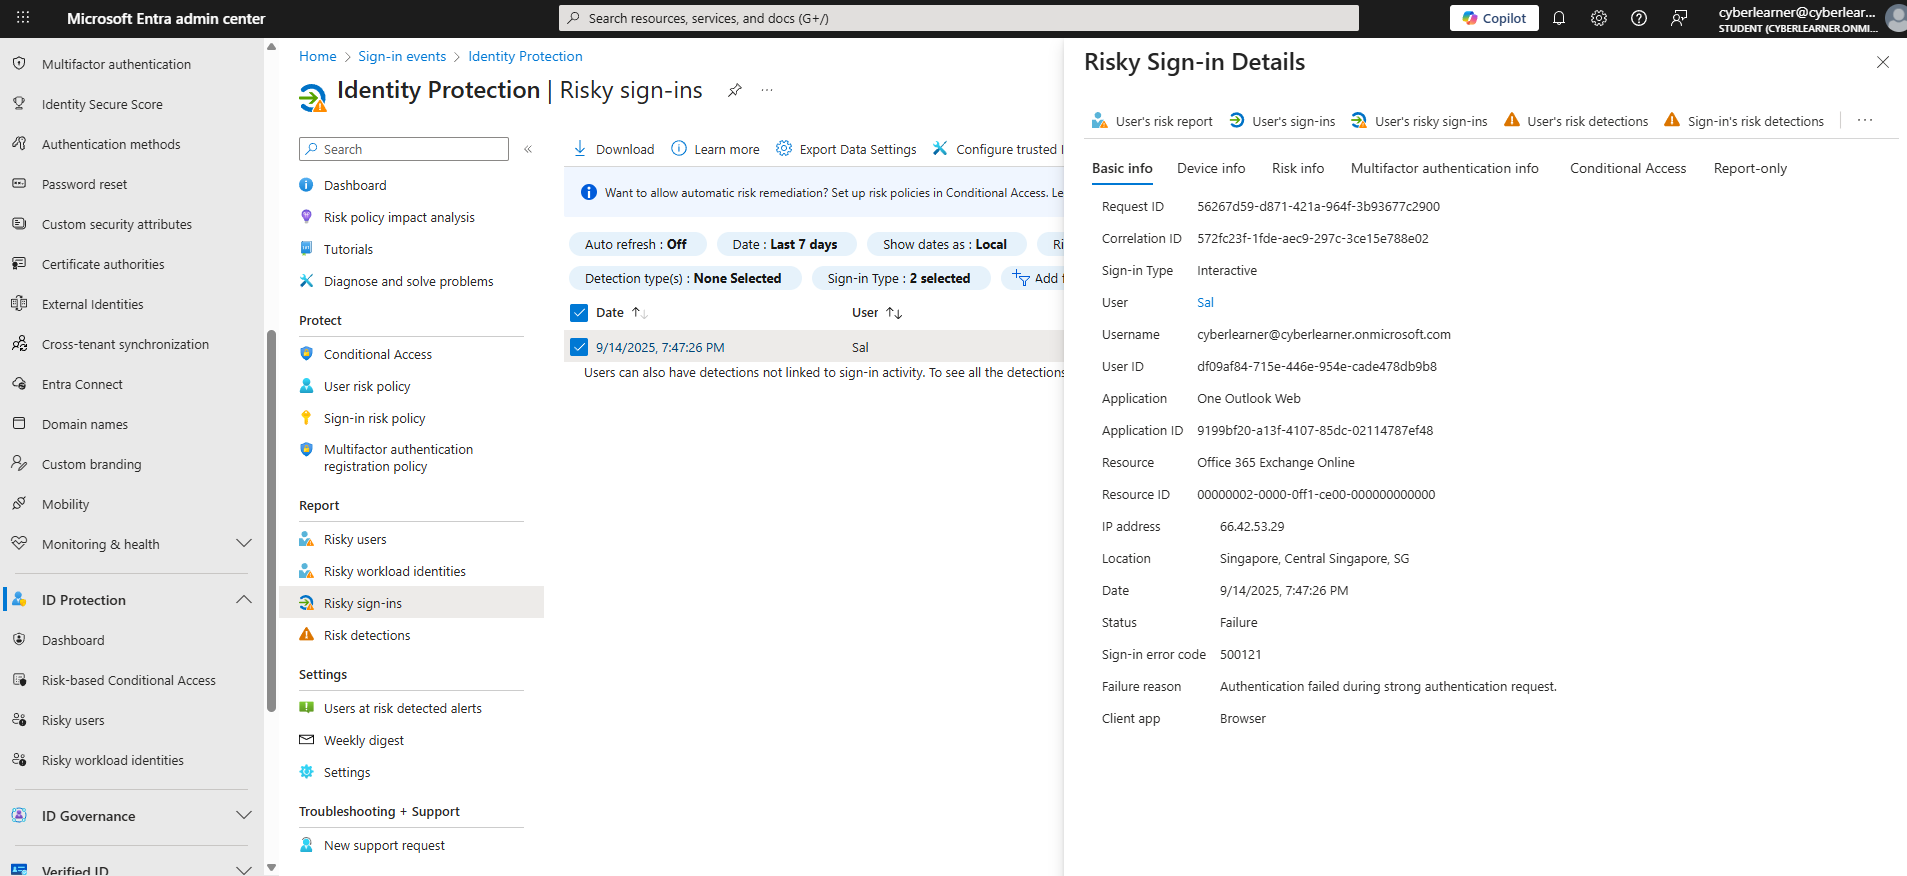 Microsoft Entra admin center
Search resources, services, and docs (G+/)
Copilot
cyberlearner@cyberlear...
STUDENT (CYBERLEARNER.ONMI...
Multifactor authentication
Identity Secure Score
Authentication methods
Password reset
Custom security attributes
Certificate authorities
External Identities
Cross-tenant synchronization
Entra Connect
Domain names
Custom branding
Mobility
Monitoring & health
ID Protection
Dashboard
Risk-based Conditional Access
Risky users
Risky workload identities
ID Governance
Verified ID
Home > Sign-in events > Identity Protection
Identity Protection | Risky sign-ins
...
Search
«
Dashboard
Risk policy impact analysis
Tutorials
Diagnose and solve problems
Protect
Conditional Access
User risk policy
Sign-in risk policy
Multifactor authentication
registration policy
Report
Risky users
Risky workload identities
Risky sign-ins
Risk detections
Settings
Users at risk detected alerts
Weekly digest
Settings
Troubleshooting + Support
New support request
Download Learn more Export Data Settings Configure trusted I
Want to allow automatic risk remediation? Set up risk policies in Conditional Access. Le
Auto refresh : Off Date : Last 7 days Show dates as : Local Ri
Detection type(s) : None Selected Sign-in Type : 2 selected Add f
Date User
9/14/2025, 7:47:26 PM Sal
Users can also have detections not linked to sign-in activity. To see all the detections
Risky Sign-in Details
User's risk report User's sign-ins User's risky sign-ins User's risk detections Sign-in's risk detections ...
Basic info Device info Risk info Multifactor authentication info Conditional Access Report-only
Request ID 56267d59-d871-421a-964f-3b93677c2900
Correlation ID 572fc23f-1fde-aec9-297c-3ce15e788e02
Sign-in Type Interactive
User Sal
Username cyberlearner@cyberlearner.onmicrosoft.com
User ID df09af84-715e-446e-954e-cade478db9b8
Application One Outlook Web
Application ID 9199bf20-a13f-4107-85dc-02114787ef48
Resource Office 365 Exchange Online
Resource ID 00000002-0000-0ff1-ce00-000000000000
IP address 66.42.53.29
Location Singapore, Central Singapore, SG
Date 9/14/2025, 7:47:26 PM
Status Failure
Sign-in error code 500121
Failure reason Authentication failed during strong authentication request.
Client app Browser